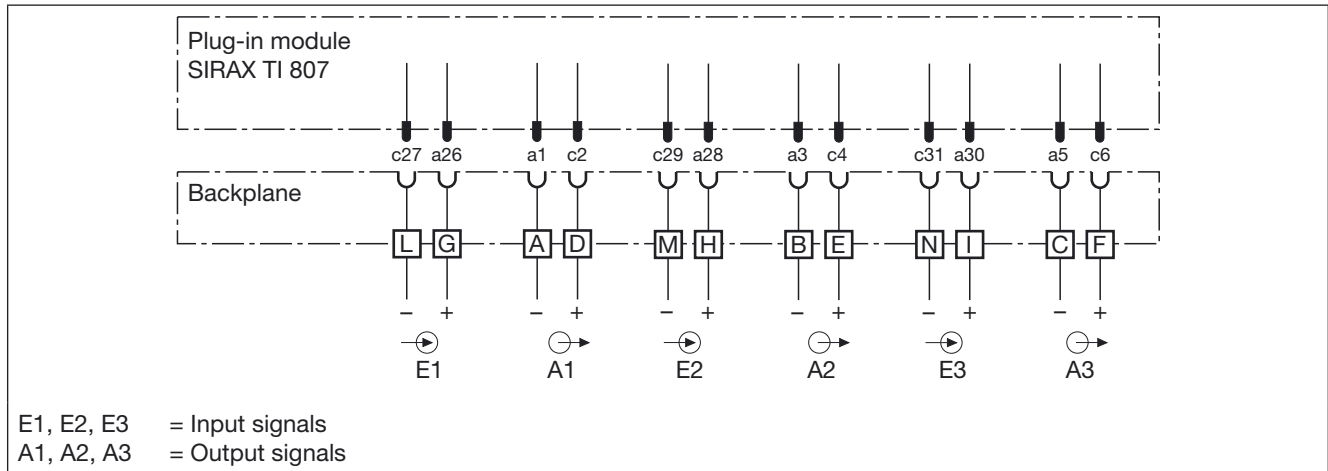 Plug-in module
SIRAX TI 807
c27 a26 a1 c2 c29 a28 a3 c4 c31 a30 a5 c6
Backplane
L G A D M H B E N I C F
– + – + – + – + – + – +
E1 A1 E2 A2 E3 A3
E1, E2, E3 = Input signals
A1, A2, A3 = Output signals